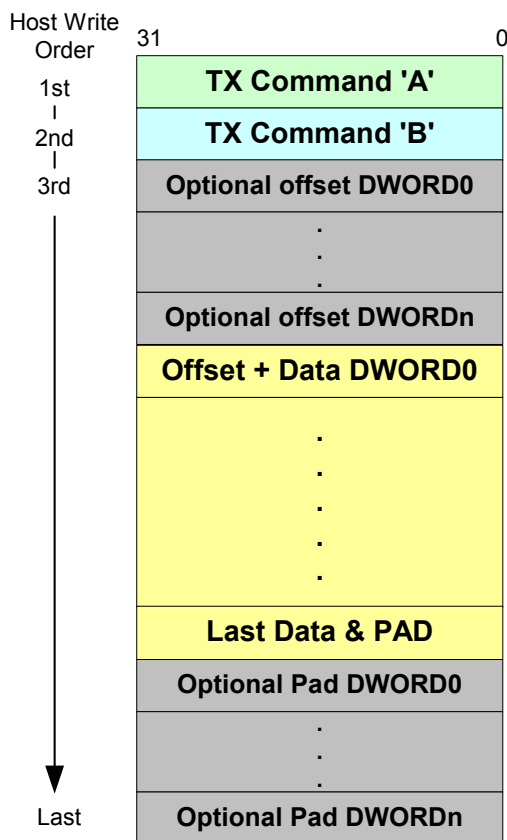 Host Write
Order
31
0
1st
TX Command 'A'
2nd
TX Command 'B'
3rd
Optional offset DWORD0
.
.
.
Optional offset DWORDn
Offset + Data DWORD0
.
.
.
.
.
Last Data & PAD
Optional Pad DWORD0
.
.
.
Last
Optional Pad DWORDn